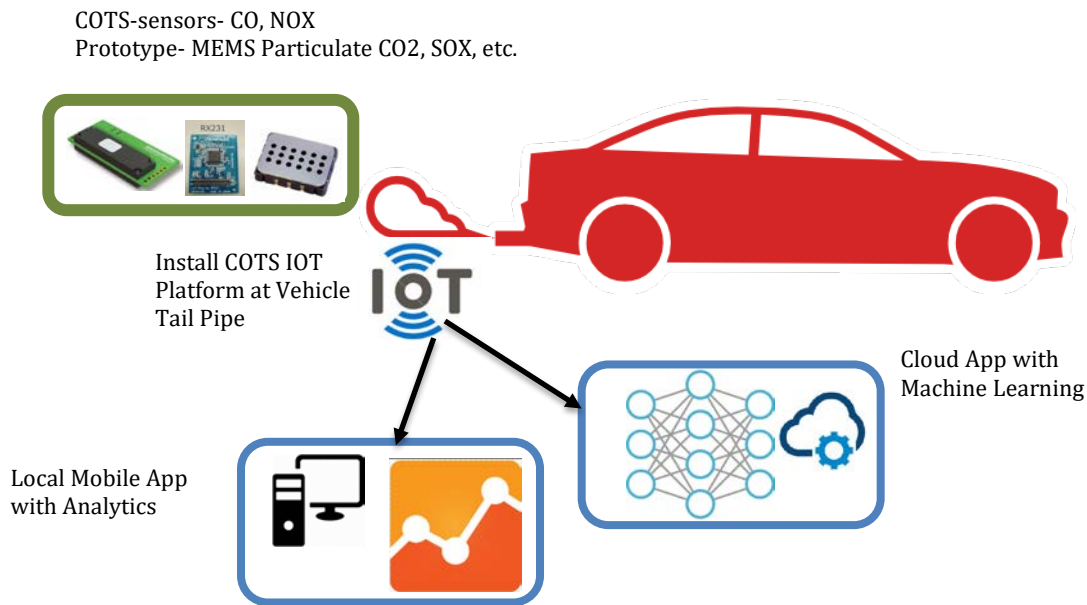 COTS-sensors- CO, NOX
Prototype- MEMS Particulate CO2, SOX, etc.
RX231
Install COTS IOT
Platform at Vehicle
Tail Pipe
IoT
Cloud App with
Machine Learning
Local Mobile App
with Analytics